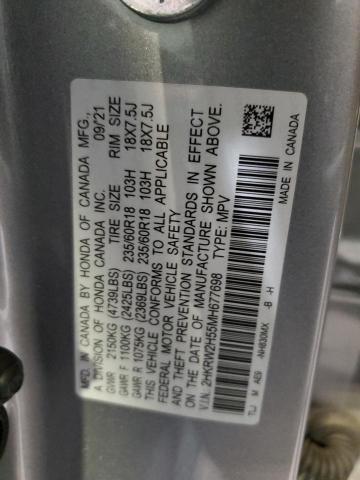 MFD. IN CANADA BY HONDA OF CANADA MFG.,
A DIVISION OF HONDA CANADA INC. 09/21
TIRE SIZE RIM SIZE
GVWR 2150KG (4739LBS)
GAWR F 1100KG (2425LBS) 235/60R18 103H 18X7.5J
GAWR R 1075KG (2369LBS) 235/60R18 103H 18X7.5J
THIS VEHICLE CONFORMS TO ALL APPLICABLE
FEDERAL MOTOR VEHICLE SAFETY
AND THEFT PREVENTION STANDARDS IN EFFECT
ON THE DATE OF MANUFACTURE SHOWN ABOVE.
V.I.N.: 2HKRW2H55MH677698 TYPE: MPV
TLJ M AE9 -NH830MX -B -H
MADE IN CANADA